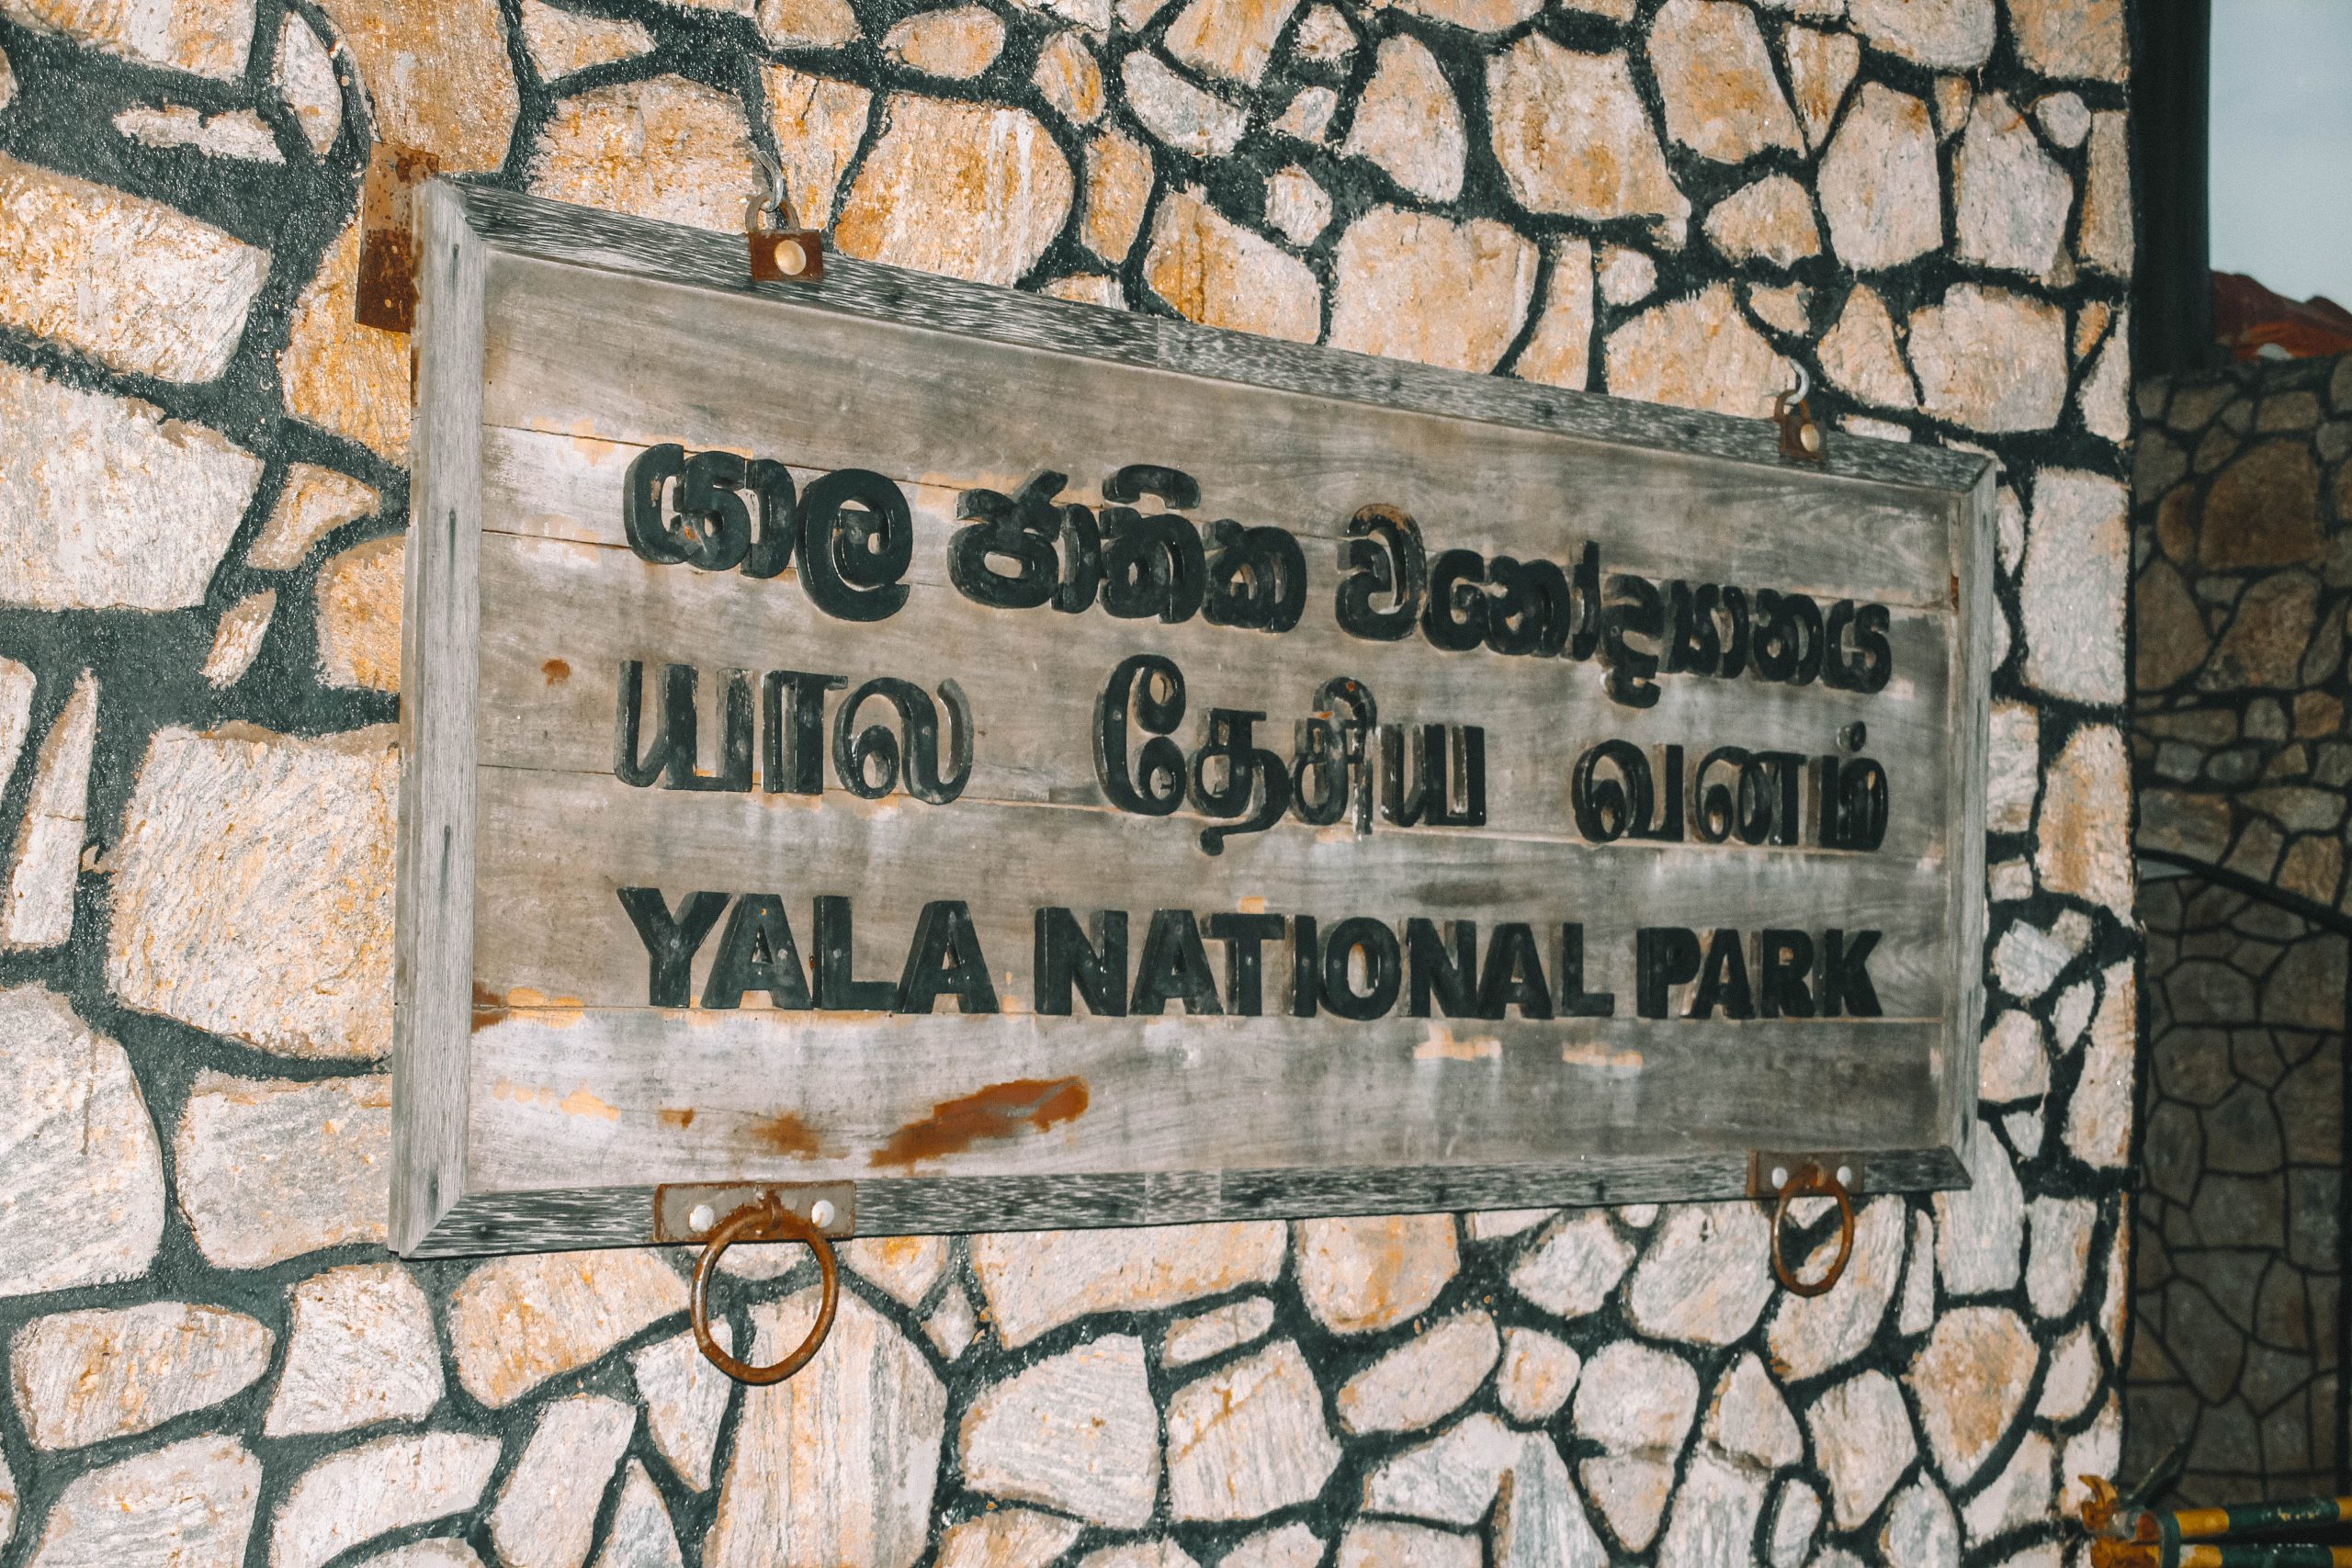 යාල ජාතික වනෝද්‍යානය
யால தேசிய வனம்
YALA NATIONAL PARK